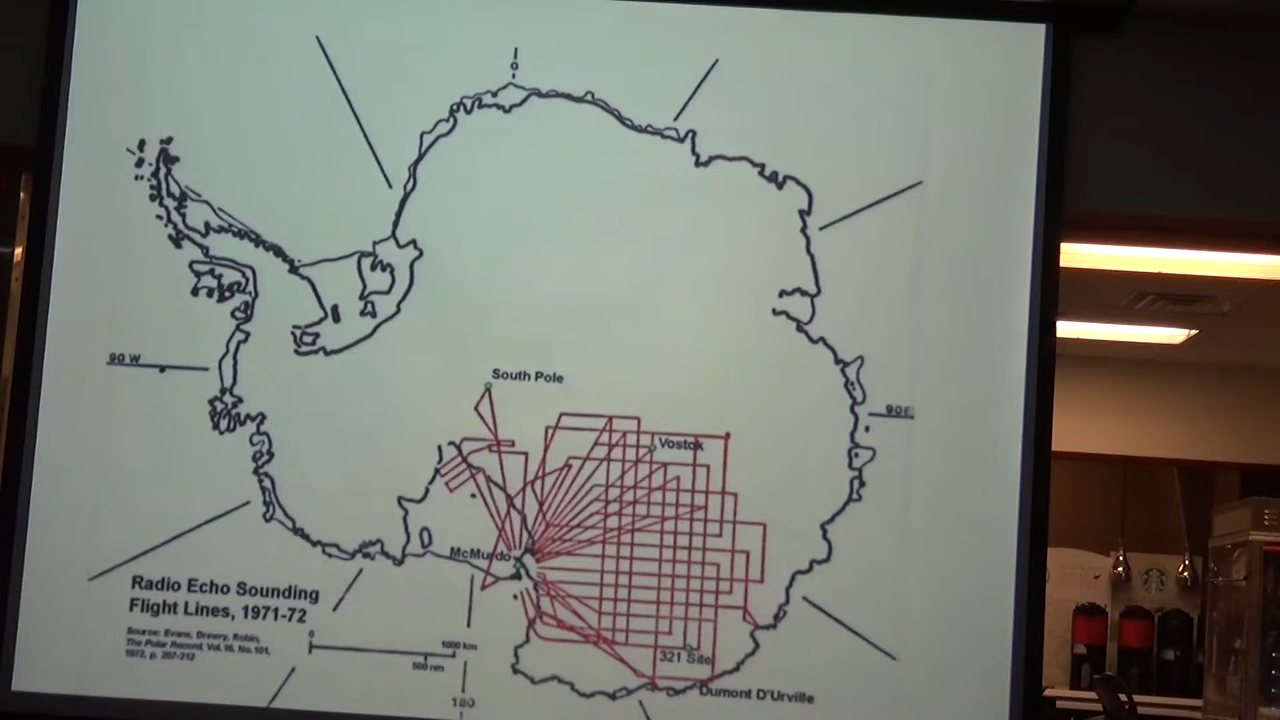 0
90 W
South Pole
Vostok
90E
McMurdo
Radio Echo Sounding
Flight Lines, 1971-72
Source: Evans, Drewry, Robin,
The Polar Record, Vol. 16, No. 101,
1972, p. 207-212
0
1000 km
500 nm
321 Site
Dumont D'Urville
180